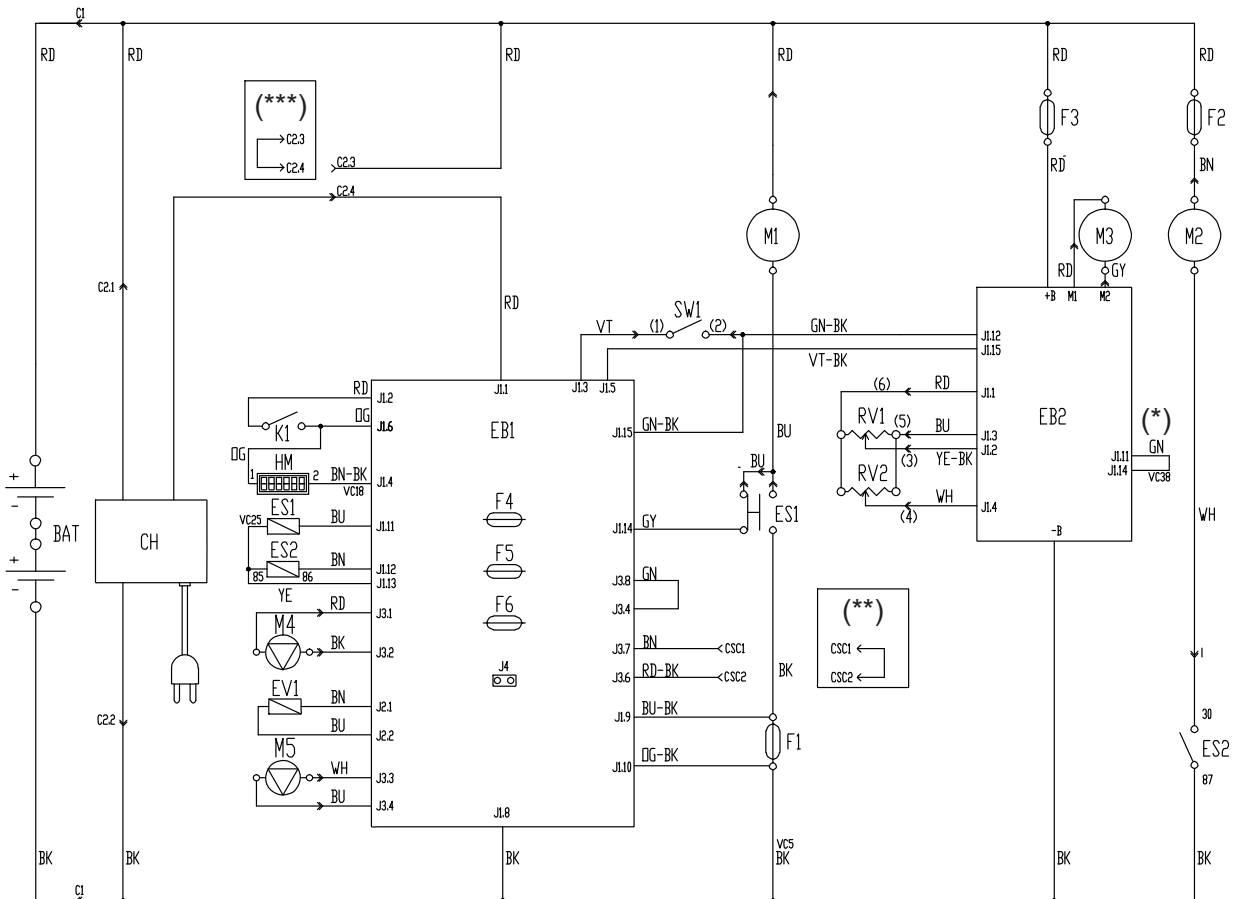 C1
RD RD RD RD RD RD
(***)
C2.3
C2.4
C2.3
C2.4
F3
F2
RD
BN
M1
M3
M2
RD
GY
C2.1
RD
+B M1 M2
SW1
VT (1) (2) GN-BK
J1.12
VT-BK
J1.15
J1.1 J1.3 J1.5
RD
J1.2
OG
J1.6
K1
EB1
J1.15
GN-BK
BU
(6) RD
J1.1
RV1
(5) BU
J1.3
(3) YE-BK
J1.2
EB2
(*)
GN
J1.11
J1.14
VC38
OG
HM
1 2
BN-BK
VC18
J1.4
BU
RV2
WH
(4)
J1.4
+
-
BAT
+
-
CH
VC25
ES1
BU
J1.11
F4
J1.14
GY
ES1
-B
WH
ES2
85 86
BN
J1.12
J1.13
YE
F5
J3.8
GN
J3.4
RD
J3.1
M4
BK
J3.2
F6
(**)
CSC1
CSC2
J3.7
BN
CSC1
J3.6
RD-BK
CSC2
BK
J4
I
EV1
BN
J2.1
BU
J2.2
J1.9
BU-BK
C2.2
30
ES2
87
M5
WH
J3.3
BU
J3.4
J1.10
OG-BK
F1
J1.8
VC5
BK BK BK BK BK BK
C1